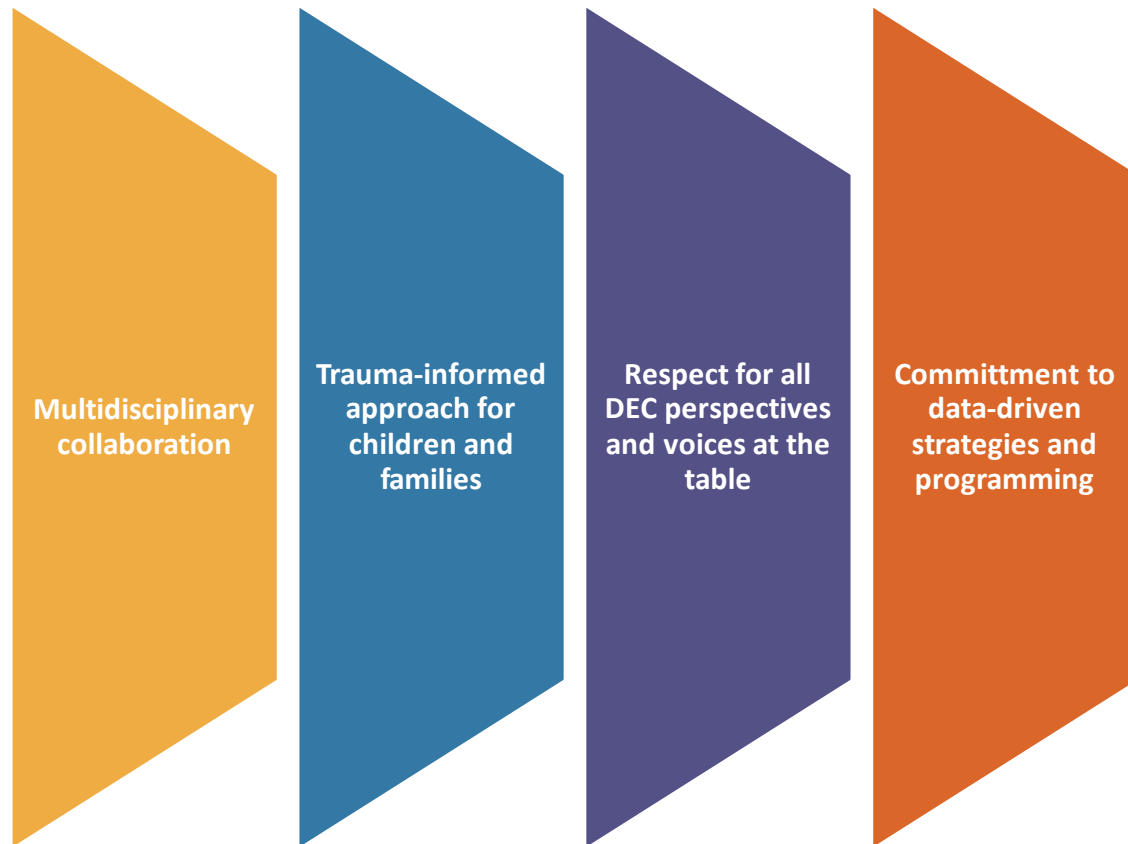 Multidisciplinary
collaboration
Trauma-informed
approach for
children and
families
Respect for all
DEC perspectives
and voices at the
table
Committment to
data-driven
strategies and
programming